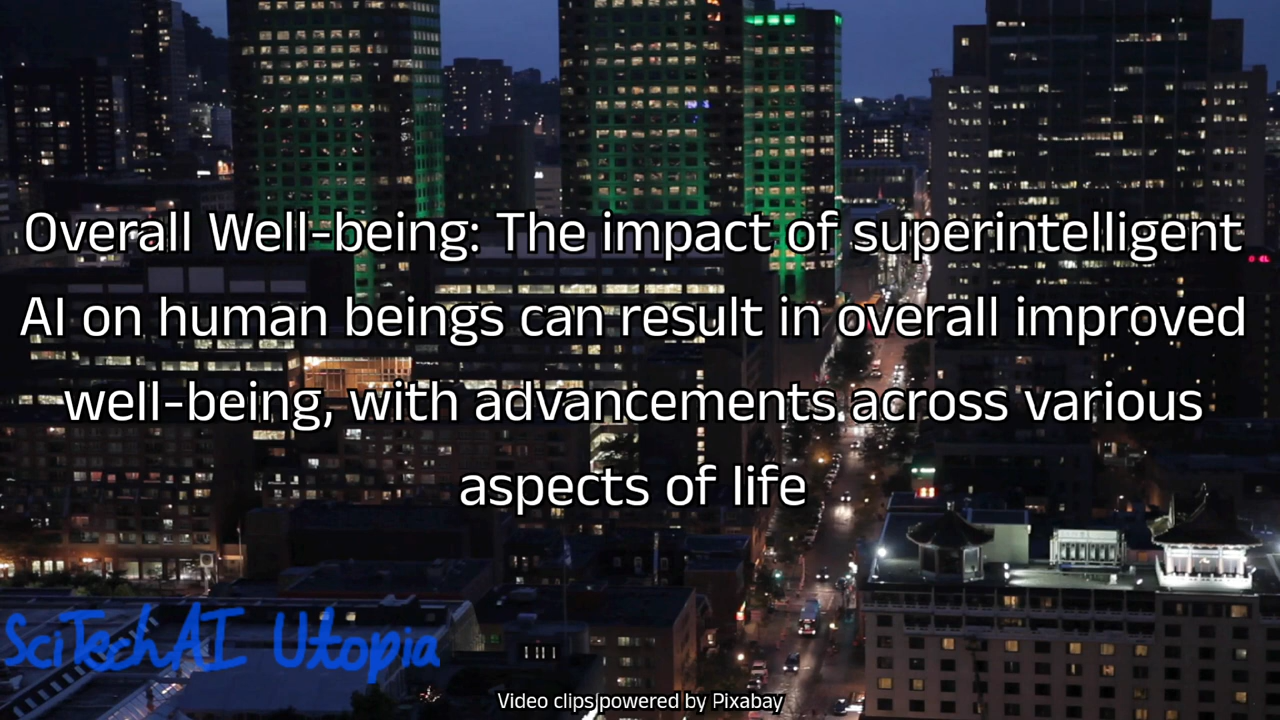 Overall Well-being: The impact of superintelligent
AI on human beings can result in overall improved
well-being, with advancements across various
aspects of life
SciTechAI Utopia
Video clips powered by Pixabay